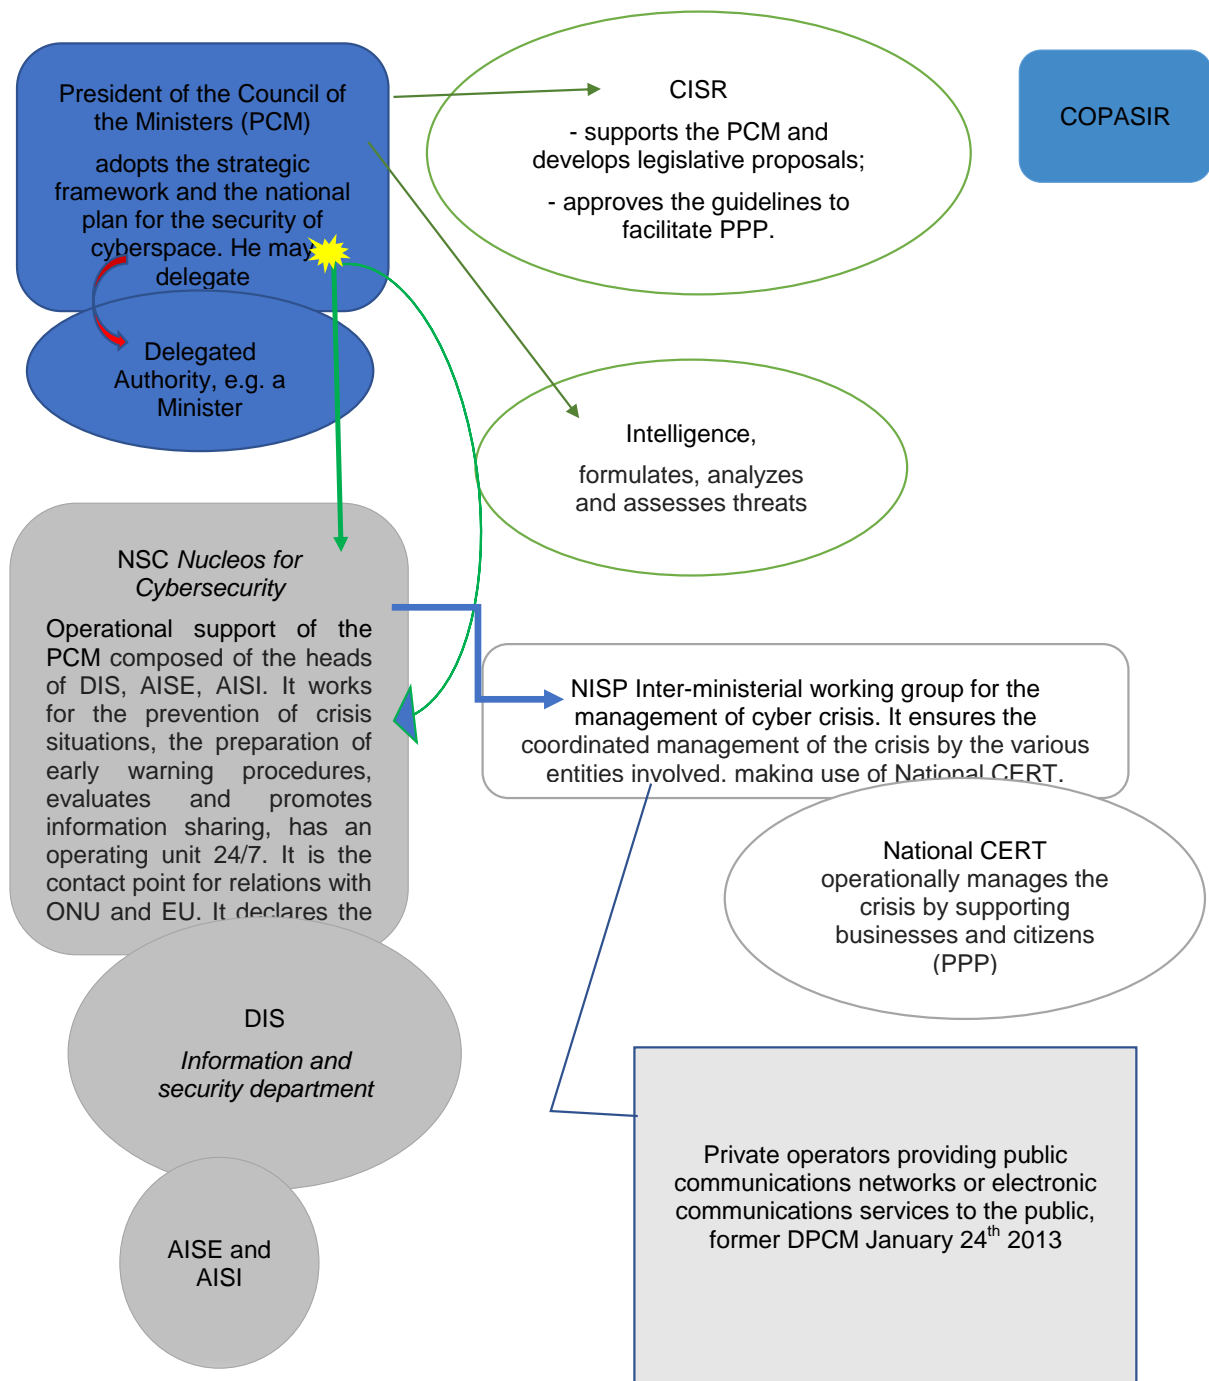 President of the Council of
the Ministers (PCM)
adopts the strategic
framework and the national
plan for the security of
cyberspace. He may
delegate
Delegated
Authority, e.g. a
Minister
CISR
- supports the PCM and
develops legislative proposals;
- approves the guidelines to
facilitate PPP.
COPASIR
Intelligence,
formulates, analyzes
and assesses threats
NSC Nucleos for
Cybersecurity
Operational support of the
PCM composed of the heads
of DIS, AISE, AISI. It works
for the prevention of crisis
situations, the preparation of
early warning procedures,
evaluates and promotes
information sharing, has an
operating unit 24/7. It is the
contact point for relations with
ONU and EU. It declares the
NISP Inter-ministerial working group for the
management of cyber crisis. It ensures the
coordinated management of the crisis by the various
entities involved, making use of National CERT.
National CERT
operationally manages the
crisis by supporting
businesses and citizens
(PPP)
DIS
Information and
security department
AISE and
AISI
Private operators providing public
communications networks or electronic
communications services to the public,
former DPCM January 24th 2013